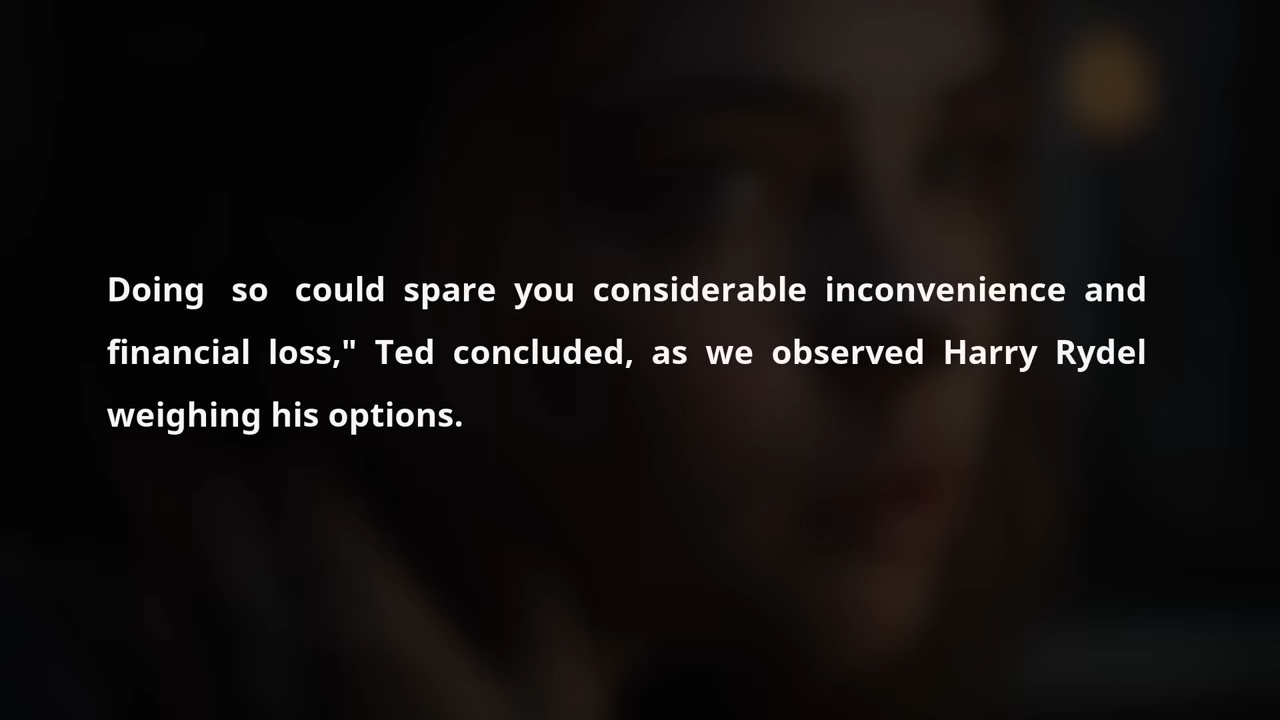 Doing so could spare you considerable inconvenience and
financial loss," Ted concluded, as we observed Harry Rydel
weighing his options.